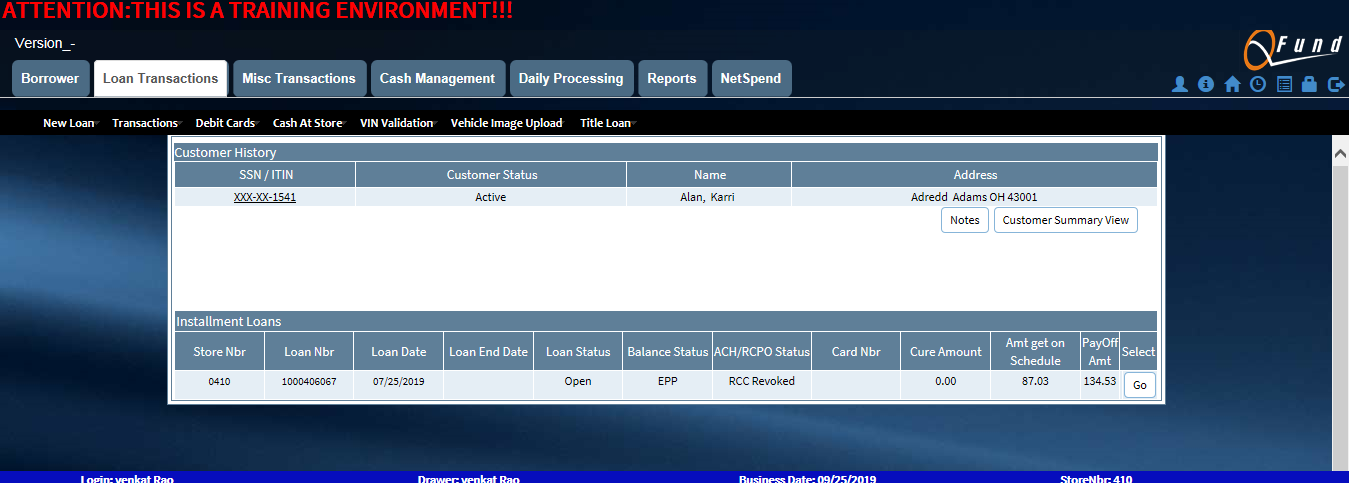 ATTENTION:THIS IS A TRAINING ENVIRONMENT!!!
Version_-
QFund
Borrower Loan Transactions Misc Transactions Cash Management Daily Processing Reports NetSpend
New Loan Transactions Debit Cards Cash At Store VIN Validation Vehicle Image Upload Title Loan
Customer History
SSN / ITIN Customer Status Name Address
XXX-XX-1541 Active Alan, Karri Adredd Adams OH 43001
Notes Customer Summary View
Installment Loans
Store Nbr Loan Nbr Loan Date Loan End Date Loan Status Balance Status ACH/RCPO Status Card Nbr Cure Amount Amt get on Schedule PayOff Amt Select
0410 1000406067 07/25/2019 Open EPP RCC Revoked 0.00 87.03 134.53 Go
Login: venkat Rao Drawer: venkat Rao Business Date: 09/25/2019 StoreNbr: 410